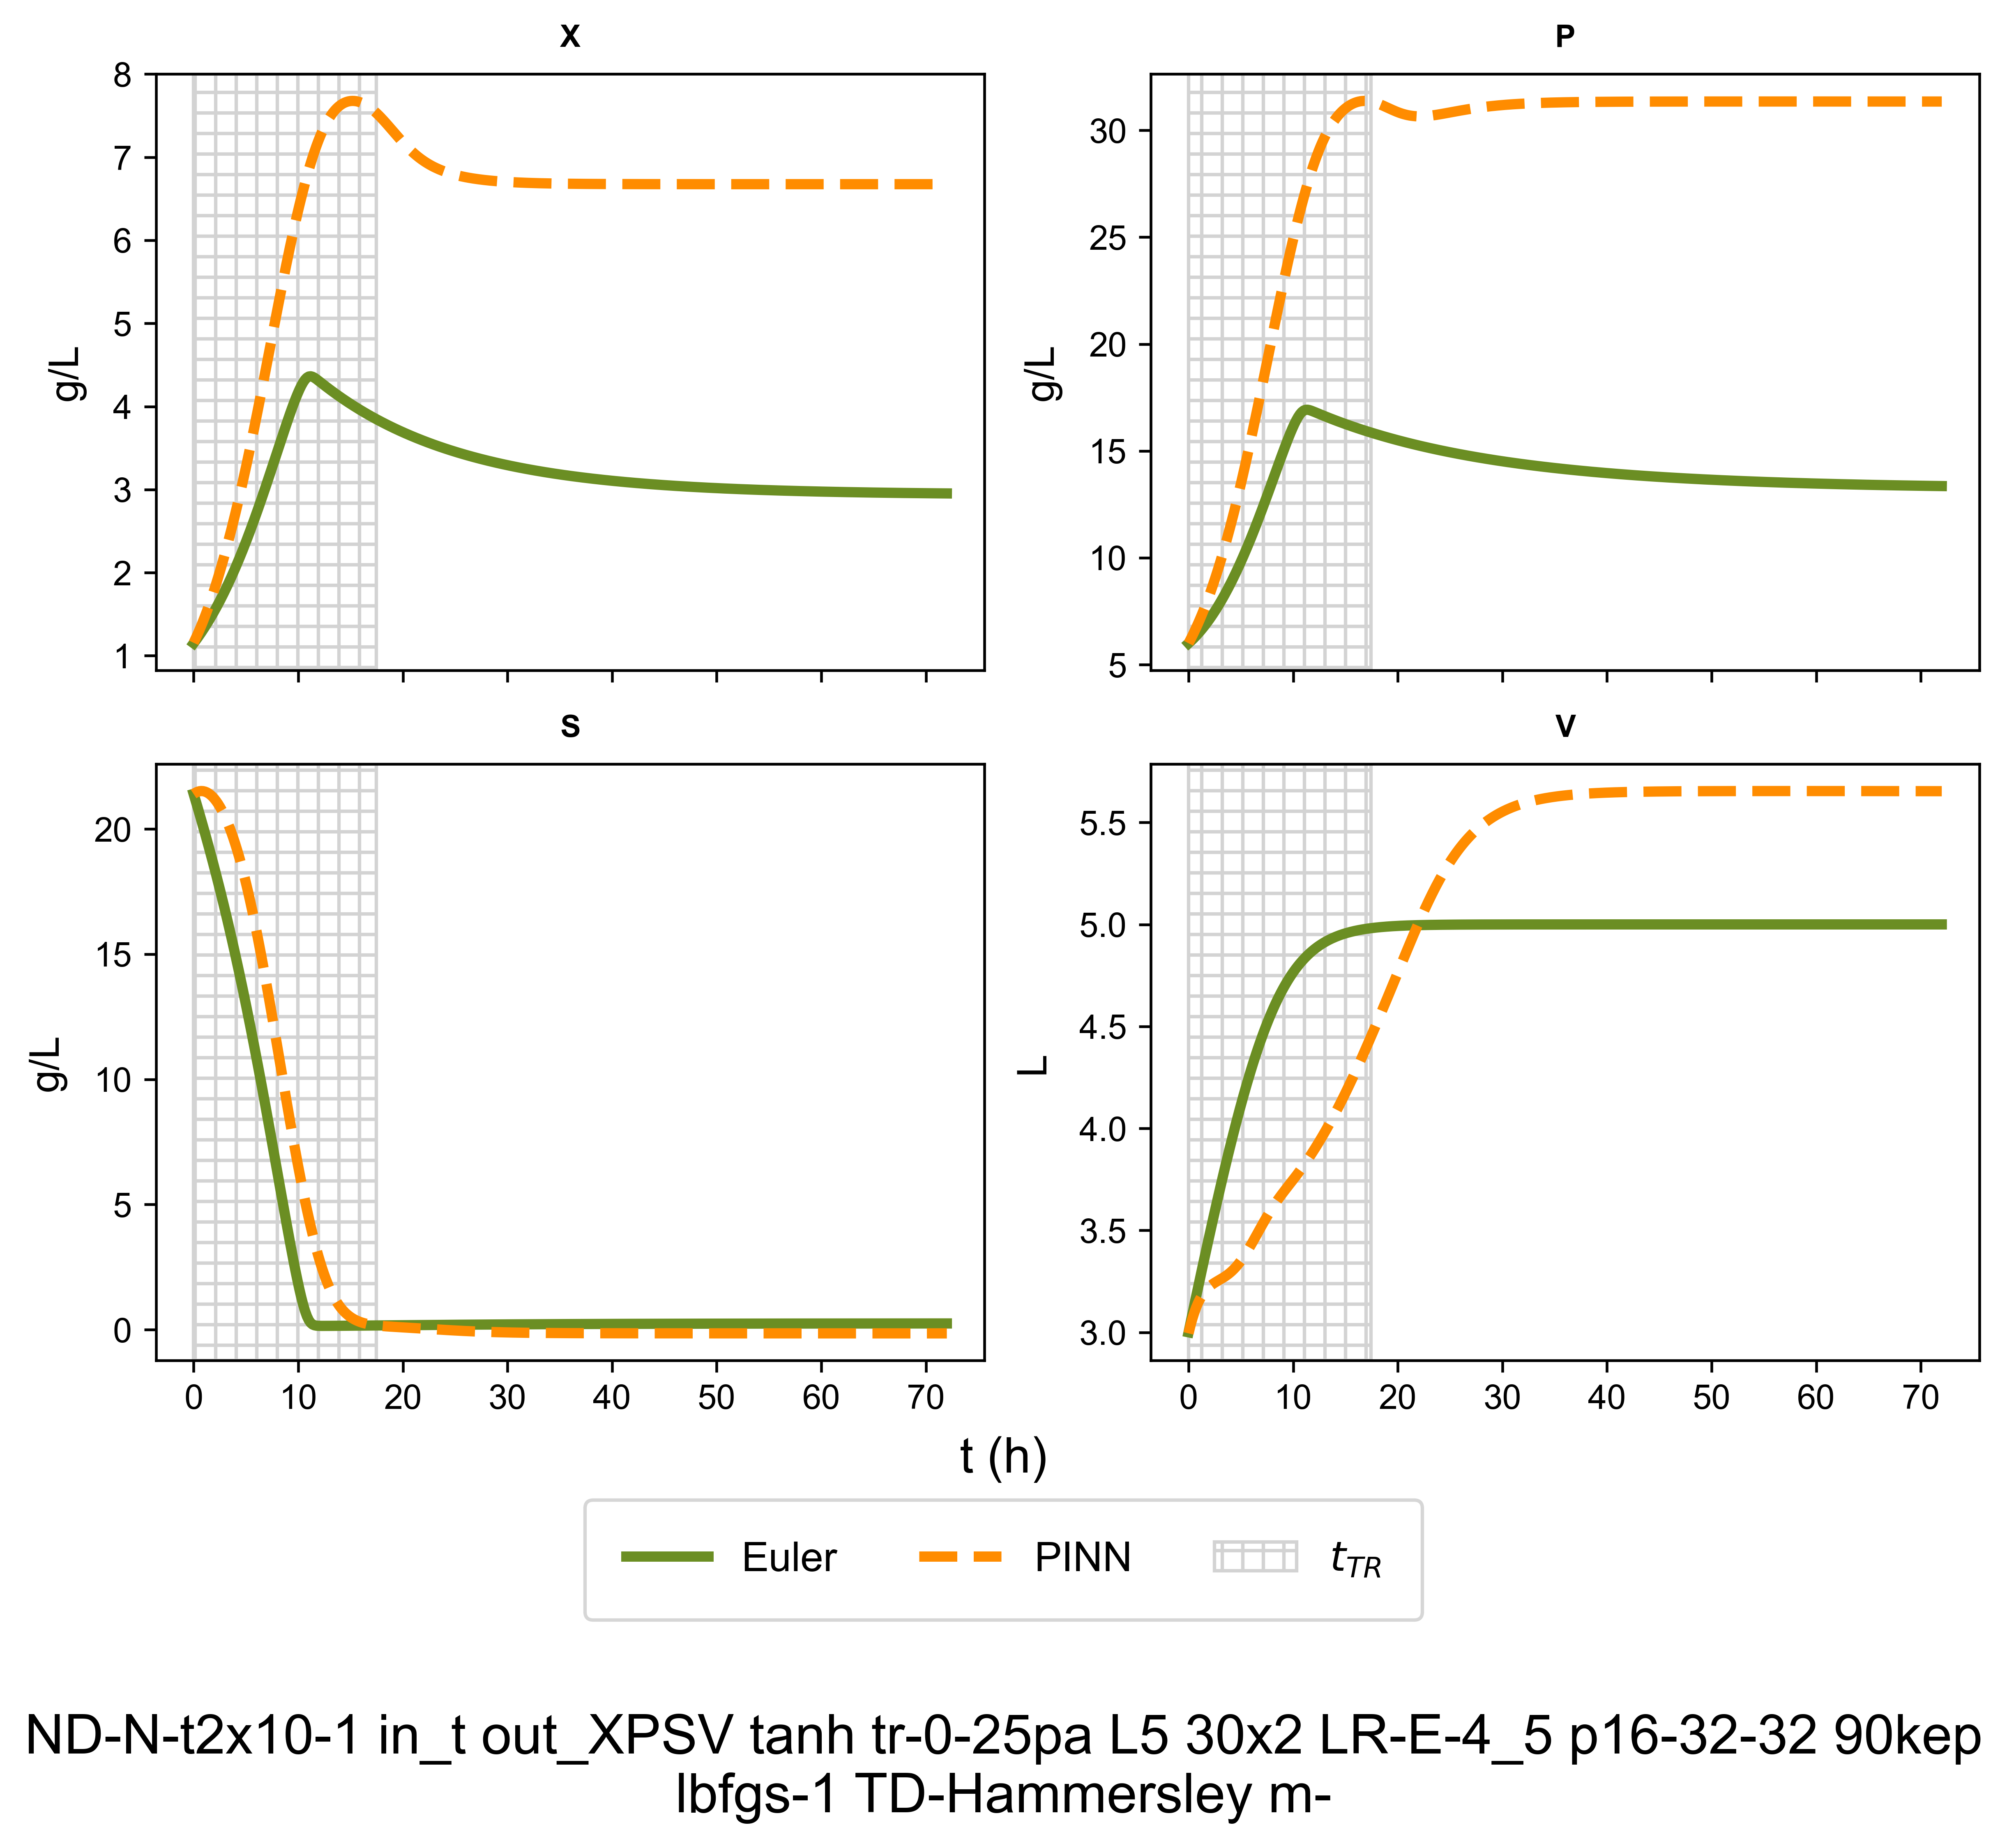 X
P
8
7
6
5
4
3
2
1
g/L
30
25
20
15
10
5
g/L
S
V
20
15
10
5
0
g/L
5.5
5.0
4.5
4.0
3.5
3.0
L
0 10 20 30 40 50 60 70
0 10 20 30 40 50 60 70
t (h)
Euler PINN t_TR
ND-N-t2x10-1 in_t out_XPSV tanh tr-0-25pa L5 30x2 LR-E-4_5 p16-32-32 90kep
lbfgs-1 TD-Hammersley m-